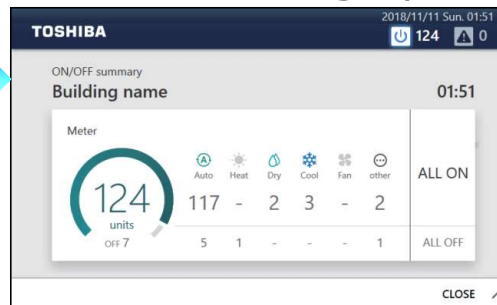 2018/11/11 Sun. 01:51
TOSHIBA 124 0
ON/OFF summary
Building name 01:51
Meter
A
Auto Heat Dry Cool Fan other
124 117 - 2 3 - 2 ALL ON
units
OFF 7 5 1 - - - 1 ALL OFF
CLOSE